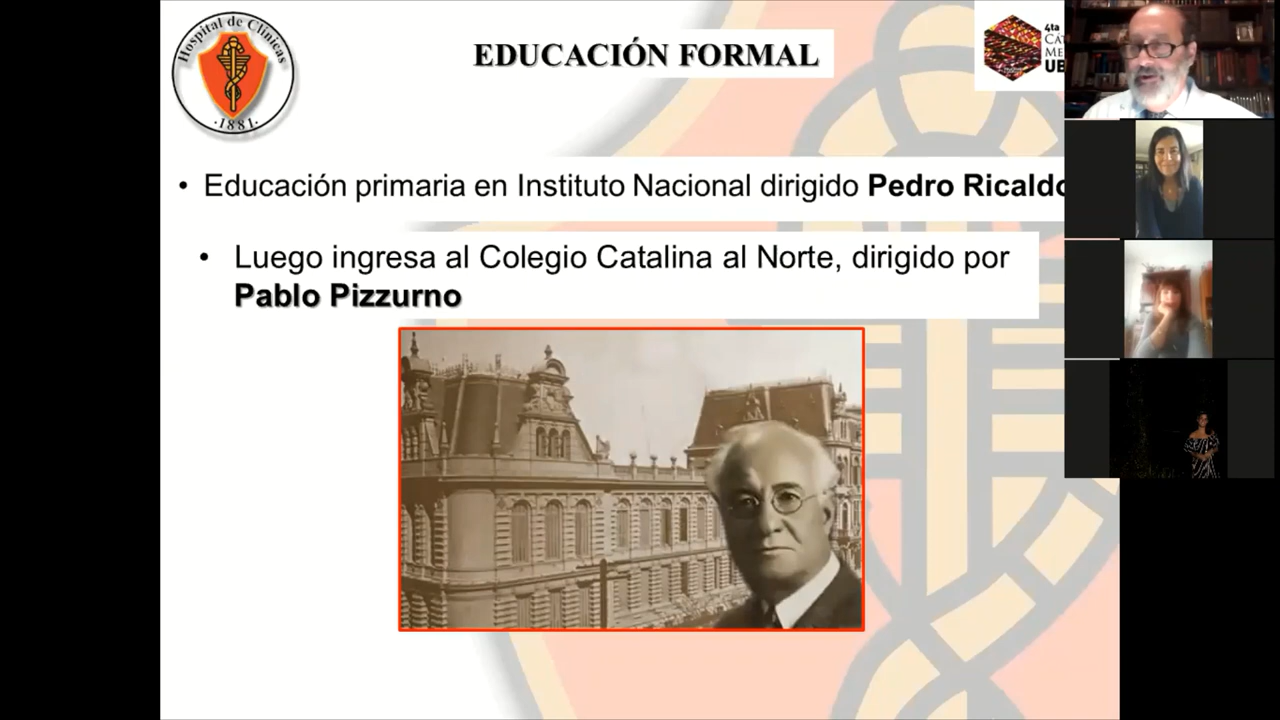 Hospital de Clínicas
·1881·
EDUCACIÓN FORMAL
4ta
UB
• Educación primaria en Instituto Nacional dirigido Pedro Ricaldo
• Luego ingresa al Colegio Catalina al Norte, dirigido por
Pablo Pizzurno